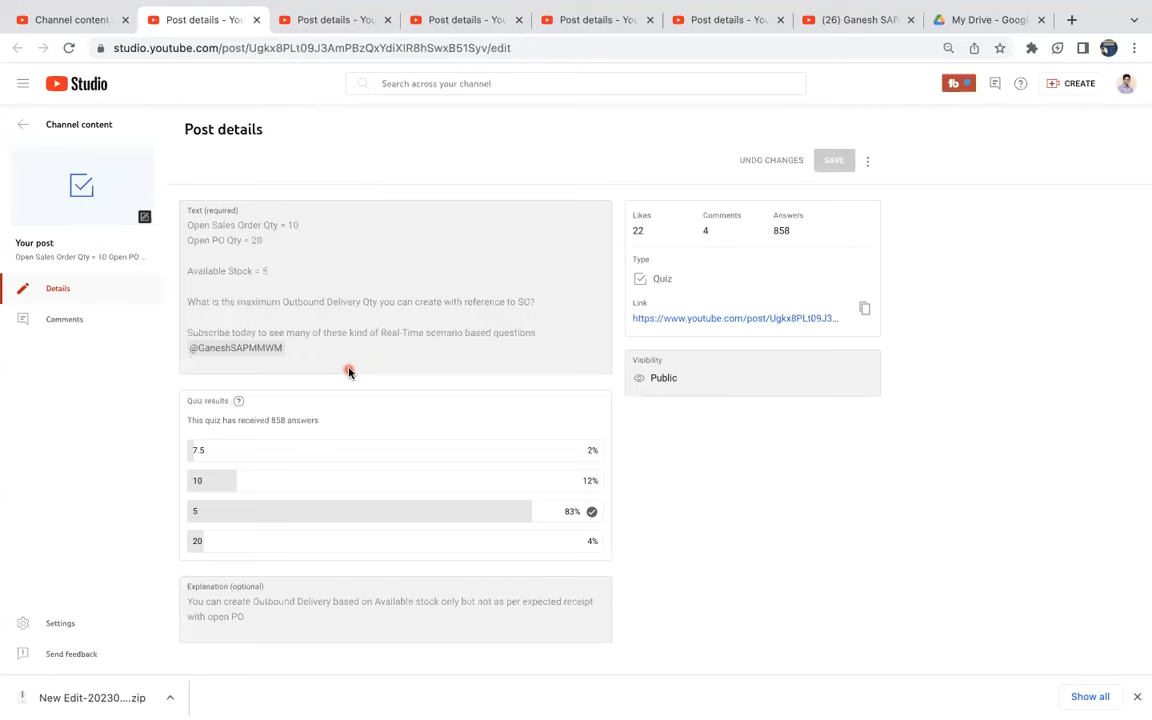 Channel content
Post details - You
Post details - You
Post details - You
Post details - You
Post details - You
(26) Ganesh SAP
My Drive - Googl
studio.youtube.com/post/Ugkx8PLt09J3AmPBzQxYdiXlR8hSwxB51Syv/edit
Studio
Search across your channel
fb
CREATE
Channel content
Post details
UNDO CHANGES
SAVE
Your post
Open Sales Order Qty = 10 Open PO ...
Details
Comments
Text (required)
Open Sales Order Qty = 10
Open PO Qty = 20
Available Stock = 5
What is the maximum Outbound Delivery Qty you can create with reference to SO?
Subscribe today to see many of these kind of Real-Time scenario based questions
@GaneshSAPMMWM
Likes
Comments
Answers
22
4
858
Type
Quiz
Link
https://www.youtube.com/post/Ugkx8PLt09J3...
Visibility
Public
Quiz results
This quiz has received 858 answers
7.5 2%
10 12%
5 83%
20 4%
Explanation (optional)
You can create Outbound Delivery based on Available stock only but not as per expected receipt
with open PO
Settings
Send feedback
New Edit-20230....zip
Show all